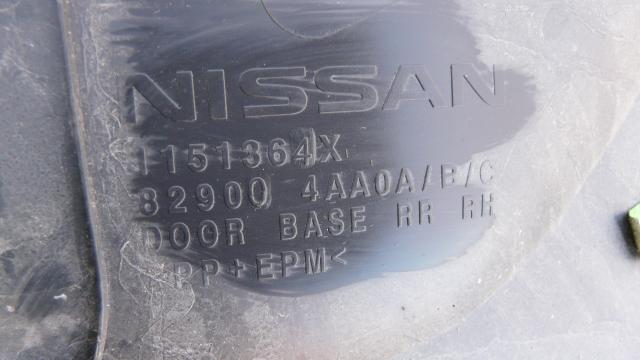 NISSAN
1151364X
82900 4AA0A/B/C
DOOR BASE RR RH
>PP+EPM<